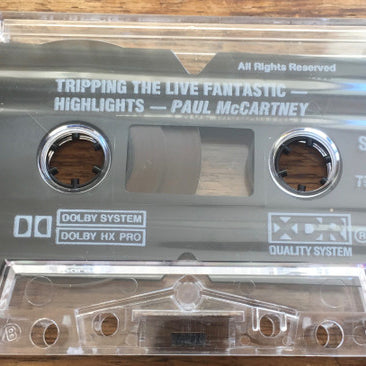 All Rights Reserved
TRIPPING THE LIVE FANTASTIC —
HIGHLIGHTS — PAUL McCARTNEY
DOLBY SYSTEM
DOLBY HX PRO
XDR ®
QUALITY SYSTEM
B